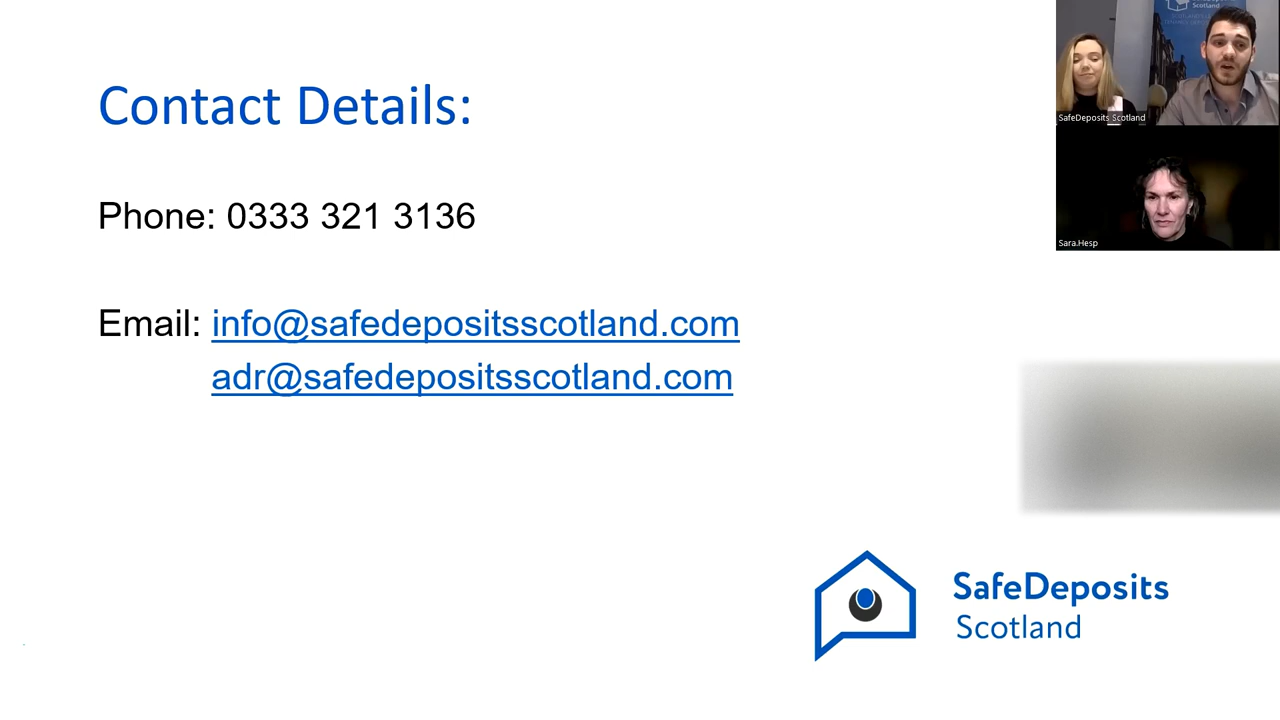 Contact Details:
Phone: 0333 321 3136
Email: info@safedepositsscotland.com
adr@safedepositsscotland.com
SafeDeposits
Scotland
Scotland
SafeDeposits Scotland
Sara.Hesp